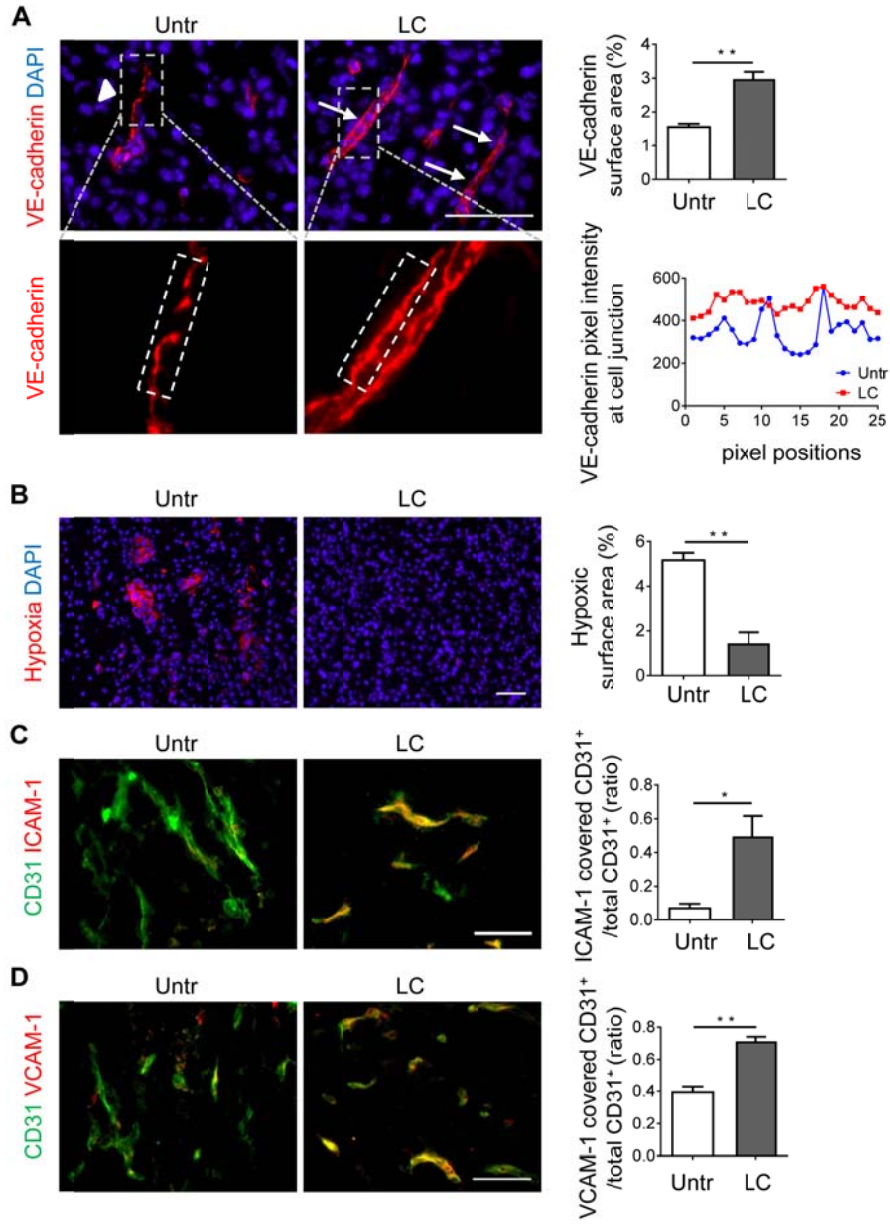 A
Untr
LC
VE-cadherin DAPI
VE-cadherin
surface area (%)
4
3
2
1
0
**
Untr
LC
VE-cadherin
VE-cadherin pixel intensity
at cell junction
600
400
200
0
0
5
10
15
20
25
Untr
LC
pixel positions
B
Untr
LC
Hypoxia DAPI
Hypoxic
surface area (%)
6
4
2
0
**
Untr
LC
C
Untr
LC
CD31 ICAM-1
ICAM-1 covered CD31⁺
/total CD31⁺ (ratio)
0.8
0.6
0.4
0.2
0.0
*
Untr
LC
D
Untr
LC
CD31 VCAM-1
VCAM-1 covered CD31⁺
/total CD31⁺ (ratio)
0.8
0.6
0.4
0.2
0.0
**
Untr
LC